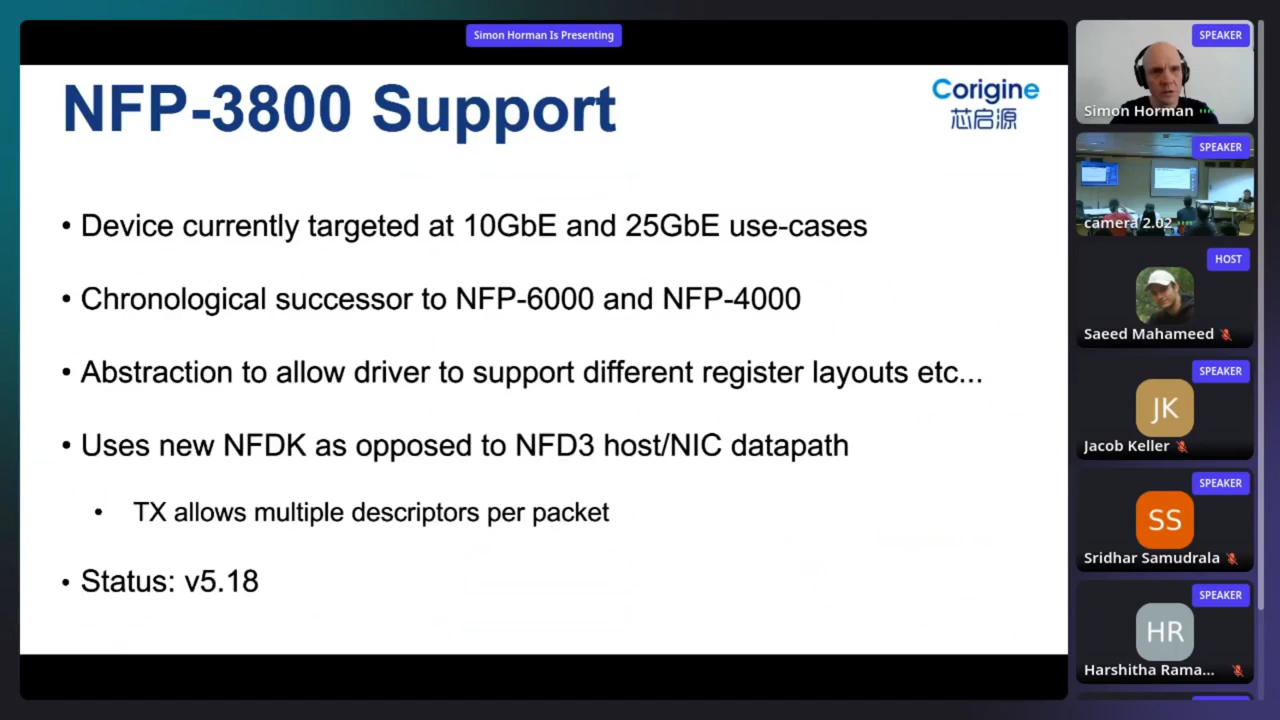 Simon Horman Is Presenting
NFP-3800 Support
Corigine
芯启源
• Device currently targeted at 10GbE and 25GbE use-cases
• Chronological successor to NFP-6000 and NFP-4000
• Abstraction to allow driver to support different register layouts etc...
• Uses new NFDK as opposed to NFD3 host/NIC datapath
• TX allows multiple descriptors per packet
• Status: v5.18
SPEAKER
Simon Horman
SPEAKER
camera 2.02
HOST
Saeed Mahameed
SPEAKER
JK
Jacob Keller
SPEAKER
SS
Sridhar Samudrala
SPEAKER
HR
Harshitha Rama...